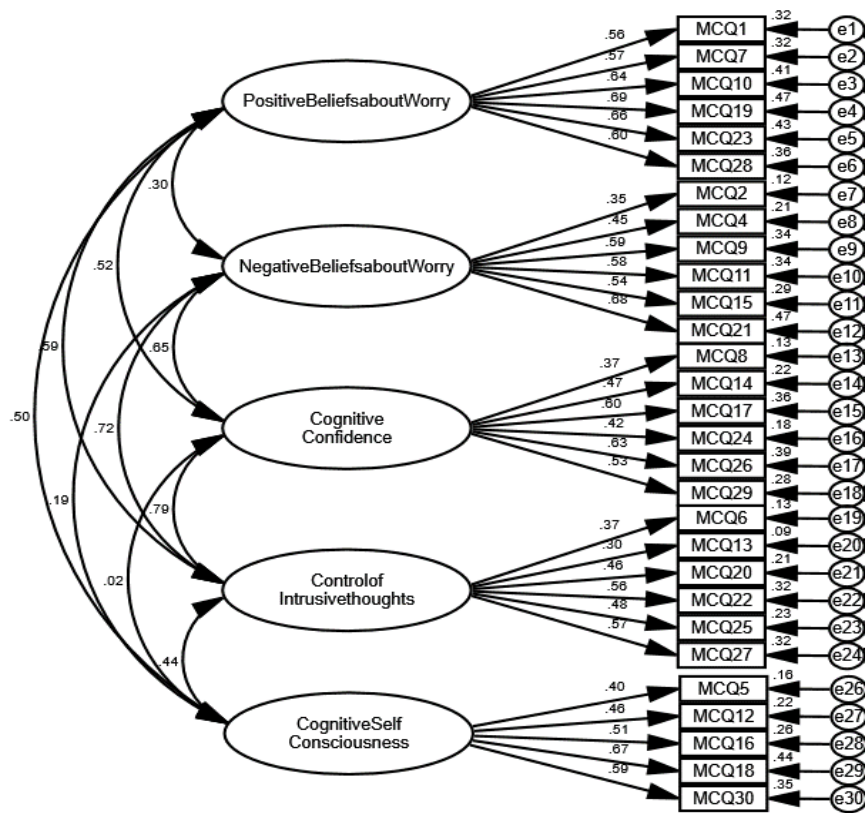 MCQ1 .32 e1
.56
MCQ7 .32 e2
.57
MCQ10 .41 e3
.64
MCQ19 .47 e4
.69
MCQ23 .43 e5
.66
MCQ28 .36 e6
.60
PositiveBeliefsaboutWorry
MCQ2 .12 e7
.35
MCQ4 .21 e8
.45
MCQ9 .34 e9
.59
MCQ11 .34 e10
.58
MCQ15 .29 e11
.54
MCQ21 .47 e12
.68
NegativeBeliefsaboutWorry
MCQ8 .13 e13
.37
MCQ14 .22 e14
.47
MCQ17 .36 e15
.60
MCQ24 .18 e16
.42
MCQ26 .39 e17
.63
MCQ29 .28 e18
.53
Cognitive
Confidence
MCQ6 .13 e19
.37
MCQ13 .09 e20
.30
MCQ20 .21 e21
.46
MCQ22 .32 e22
.56
MCQ25 .23 e23
.48
MCQ27 .32 e24
.57
Controlof
Intrusivethoughts
MCQ5 .16 e26
.40
MCQ12 .22 e27
.46
MCQ16 .26 e28
.51
MCQ18 .44 e29
.67
MCQ30 .35 e30
.59
CognitiveSelf
Consciousness
.30
.52
.59
.65
.50
.72
.19
.79
.02
.44